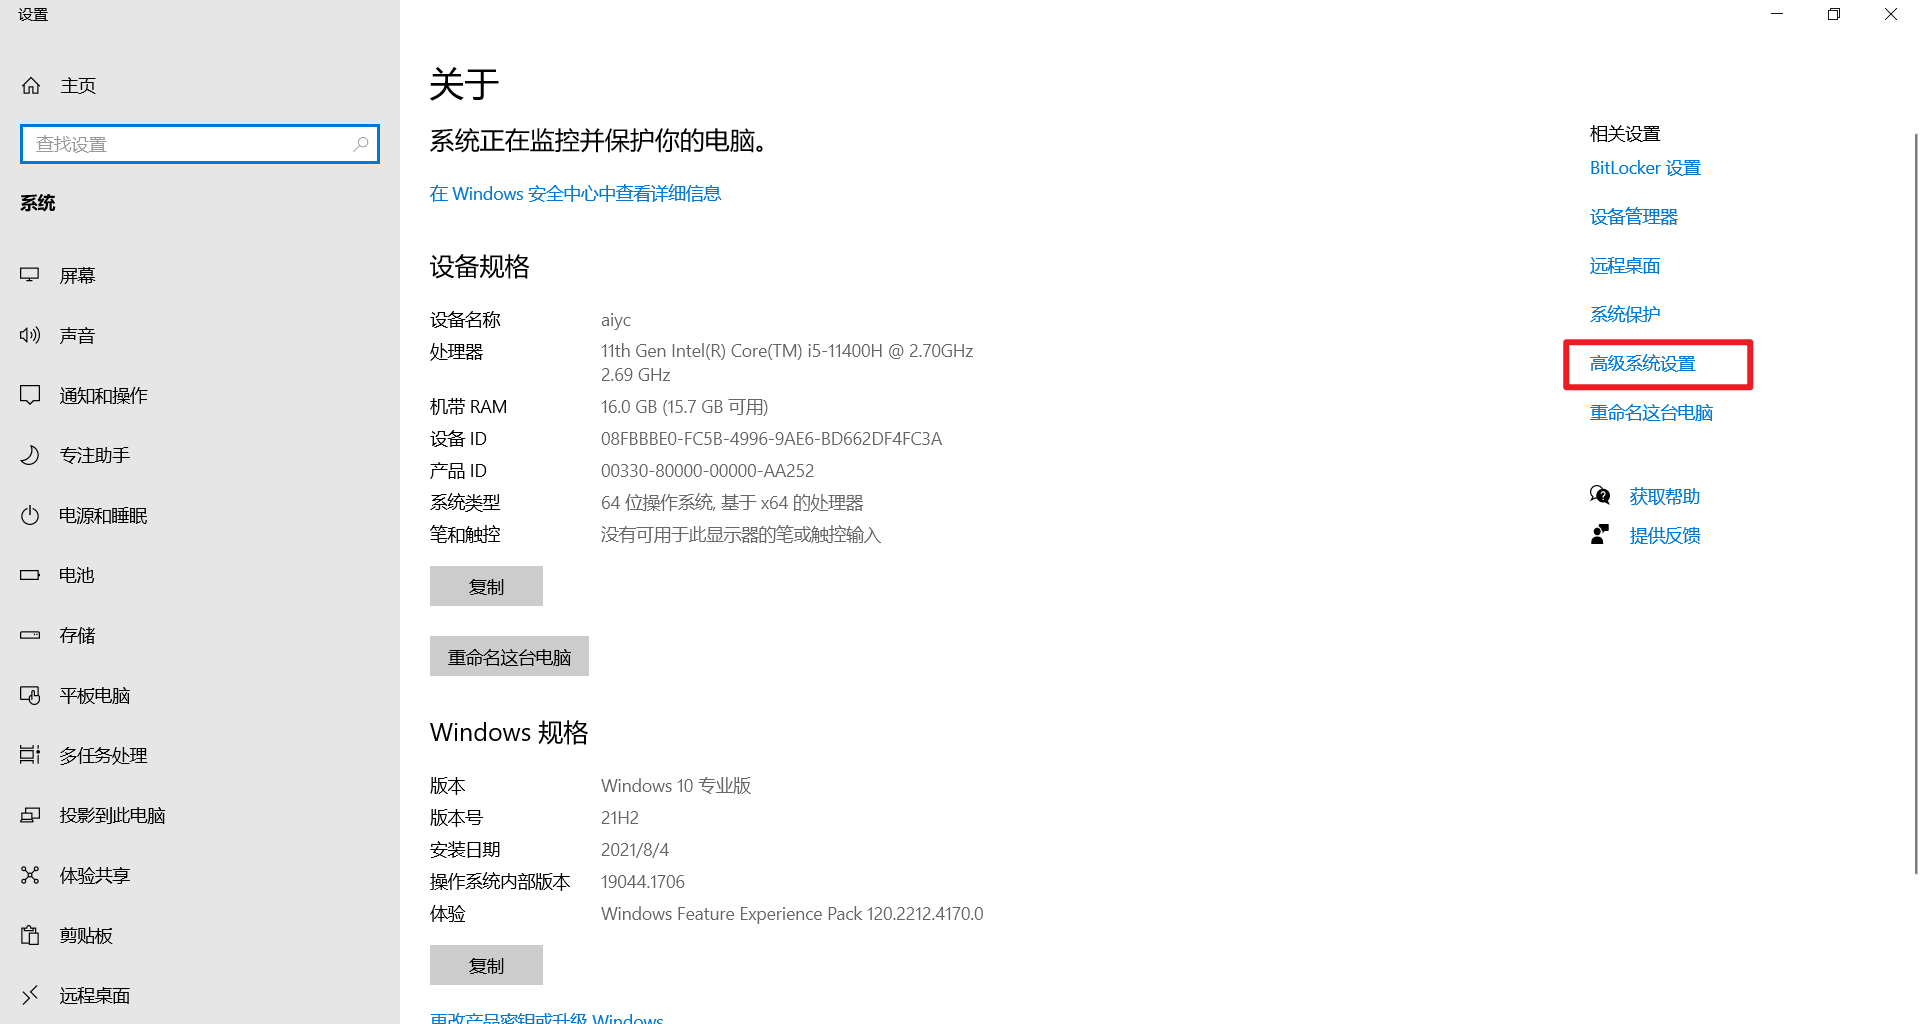 设置
主页
查找设置
系统
屏幕
声音
通知和操作
专注助手
电源和睡眠
电池
存储
平板电脑
多任务处理
投影到此电脑
体验共享
剪贴板
远程桌面
关于
系统正在监控并保护你的电脑。
在 Windows 安全中心中查看详细信息
设备规格
设备名称 aiyc
处理器 11th Gen Intel(R) Core(TM) i5-11400H @ 2.70GHz
2.69 GHz
机带 RAM 16.0 GB (15.7 GB 可用)
设备 ID 08FBBBE0-FC5B-4996-9AE6-BD662DF4FC3A
产品 ID 00330-80000-00000-AA252
系统类型 64 位操作系统, 基于 x64 的处理器
笔和触控 没有可用于此显示器的笔或触控输入
复制
重命名这台电脑
Windows 规格
版本 Windows 10 专业版
版本号 21H2
安装日期 2021/8/4
操作系统内部版本 19044.1706
体验 Windows Feature Experience Pack 120.2212.4170.0
复制
更改产品密钥或升级 Windows
相关设置
BitLocker 设置
设备管理器
远程桌面
系统保护
高级系统设置
重命名这台电脑
获取帮助
提供反馈